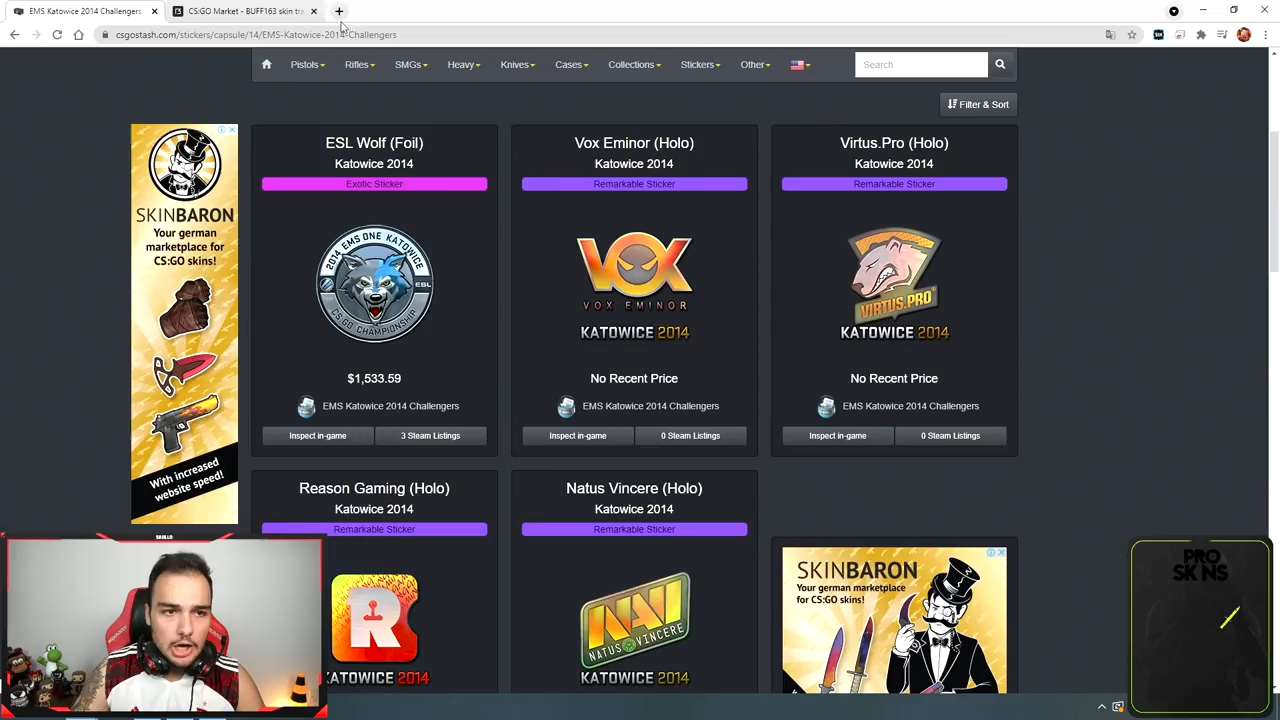 EMS Katowice 2014 Challengers
CS:GO Market - BUFF163 skin tra
csgostash.com/stickers/capsule/14/EMS-Katowice-2014-Challengers
Pistols Rifles SMGs Heavy Knives Cases Collections Stickers Other Search
Filter & Sort
SKINBARON
Your german
marketplace for
CS:GO skins!
With increased
website speed!
ESL Wolf (Foil)
Katowice 2014
Exotic Sticker
2014 EMS ONE KATOWICE
ESL
CS:GO CHAMPIONSHIP
$1,533.59
EMS Katowice 2014 Challengers
Inspect in-game 3 Steam Listings
Vox Eminor (Holo)
Katowice 2014
Remarkable Sticker
VOX
VOX EMINOR
KATOWICE 2014
No Recent Price
EMS Katowice 2014 Challengers
Inspect in-game 0 Steam Listings
Virtus.Pro (Holo)
Katowice 2014
Remarkable Sticker
VIRTUS.PRO
KATOWICE 2014
No Recent Price
EMS Katowice 2014 Challengers
Inspect in-game 0 Steam Listings
Reason Gaming (Holo)
Katowice 2014
Remarkable Sticker
R
KATOWICE 2014
Natus Vincere (Holo)
Katowice 2014
Remarkable Sticker
NAVI
NATUS VINCERE
KATOWICE 2014
SKINBARON
Your german marketplace
for CS:GO skins!
PRO
SKINS